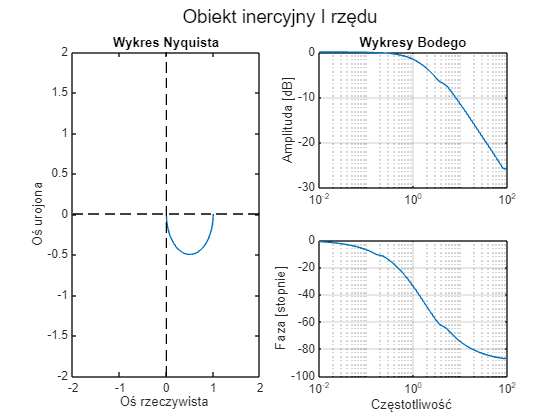 Obiekt inercyjny I rzędu
Wykres Nyquista
2
1.5
1
0.5
0
-0.5
-1
-1.5
-2
Oś urojona
-2 -1 0 1 2
Oś rzeczywista
Wykresy Bodego
0
-10
-20
-30
Amplituda [dB]
10^-2 10^0 10^2
0
-20
-40
-60
-80
-100
Faza [stopnie]
10^-2 10^0 10^2
Częstotliwość